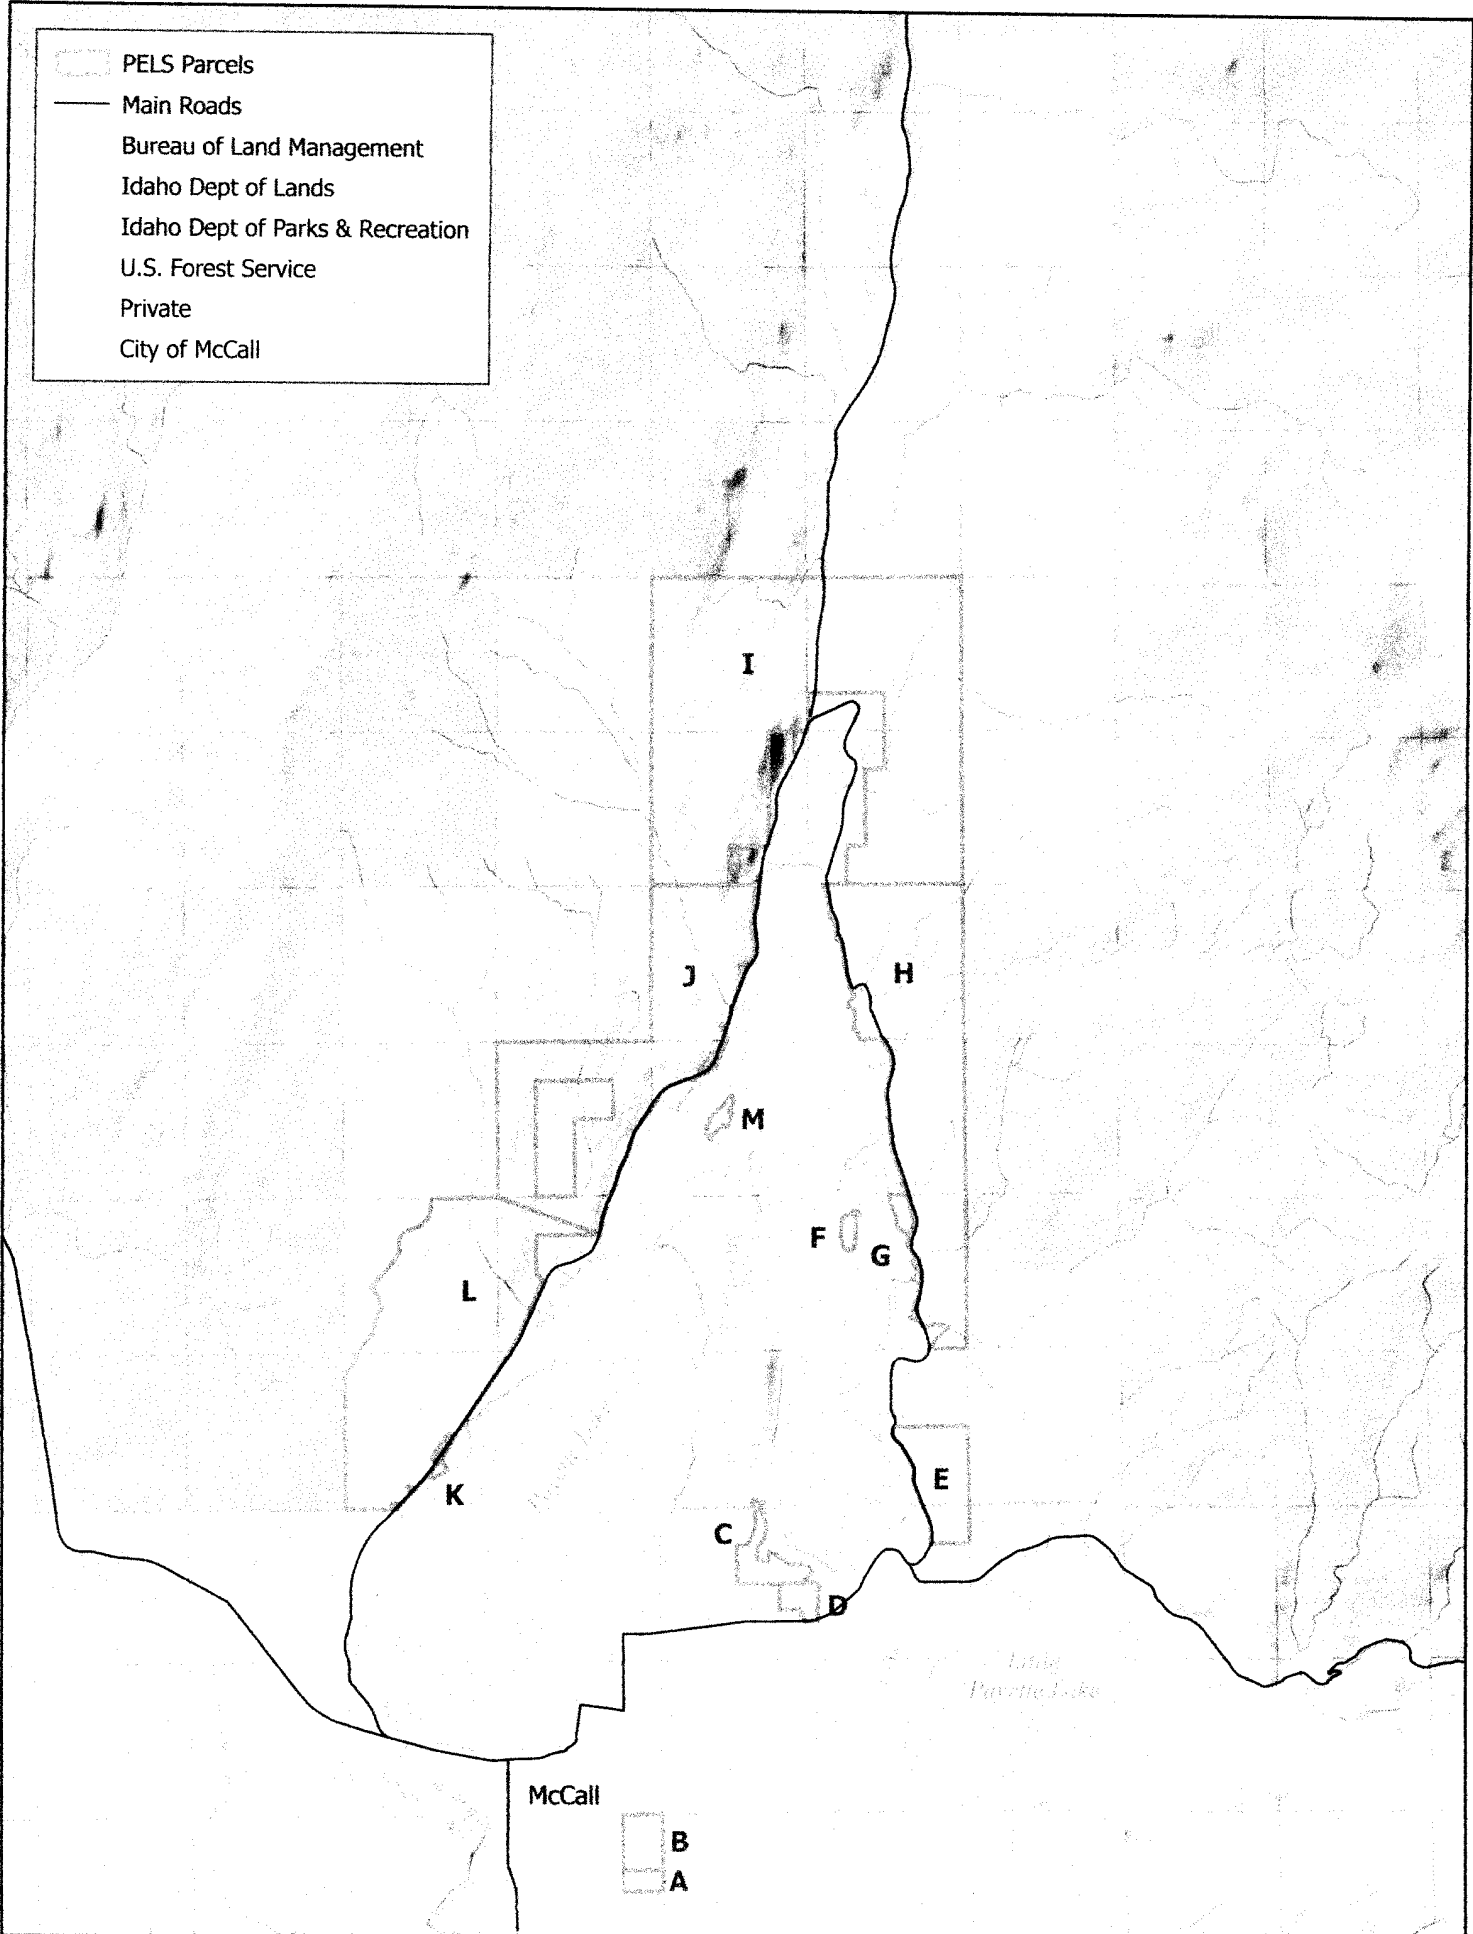 PELS Parcels
Main Roads
Bureau of Land Management
Idaho Dept of Lands
Idaho Dept of Parks & Recreation
U.S. Forest Service
Private
City of McCall
I
J
H
M
F
G
L
E
K
C
D
Little
Payette Lake
McCall
B
A